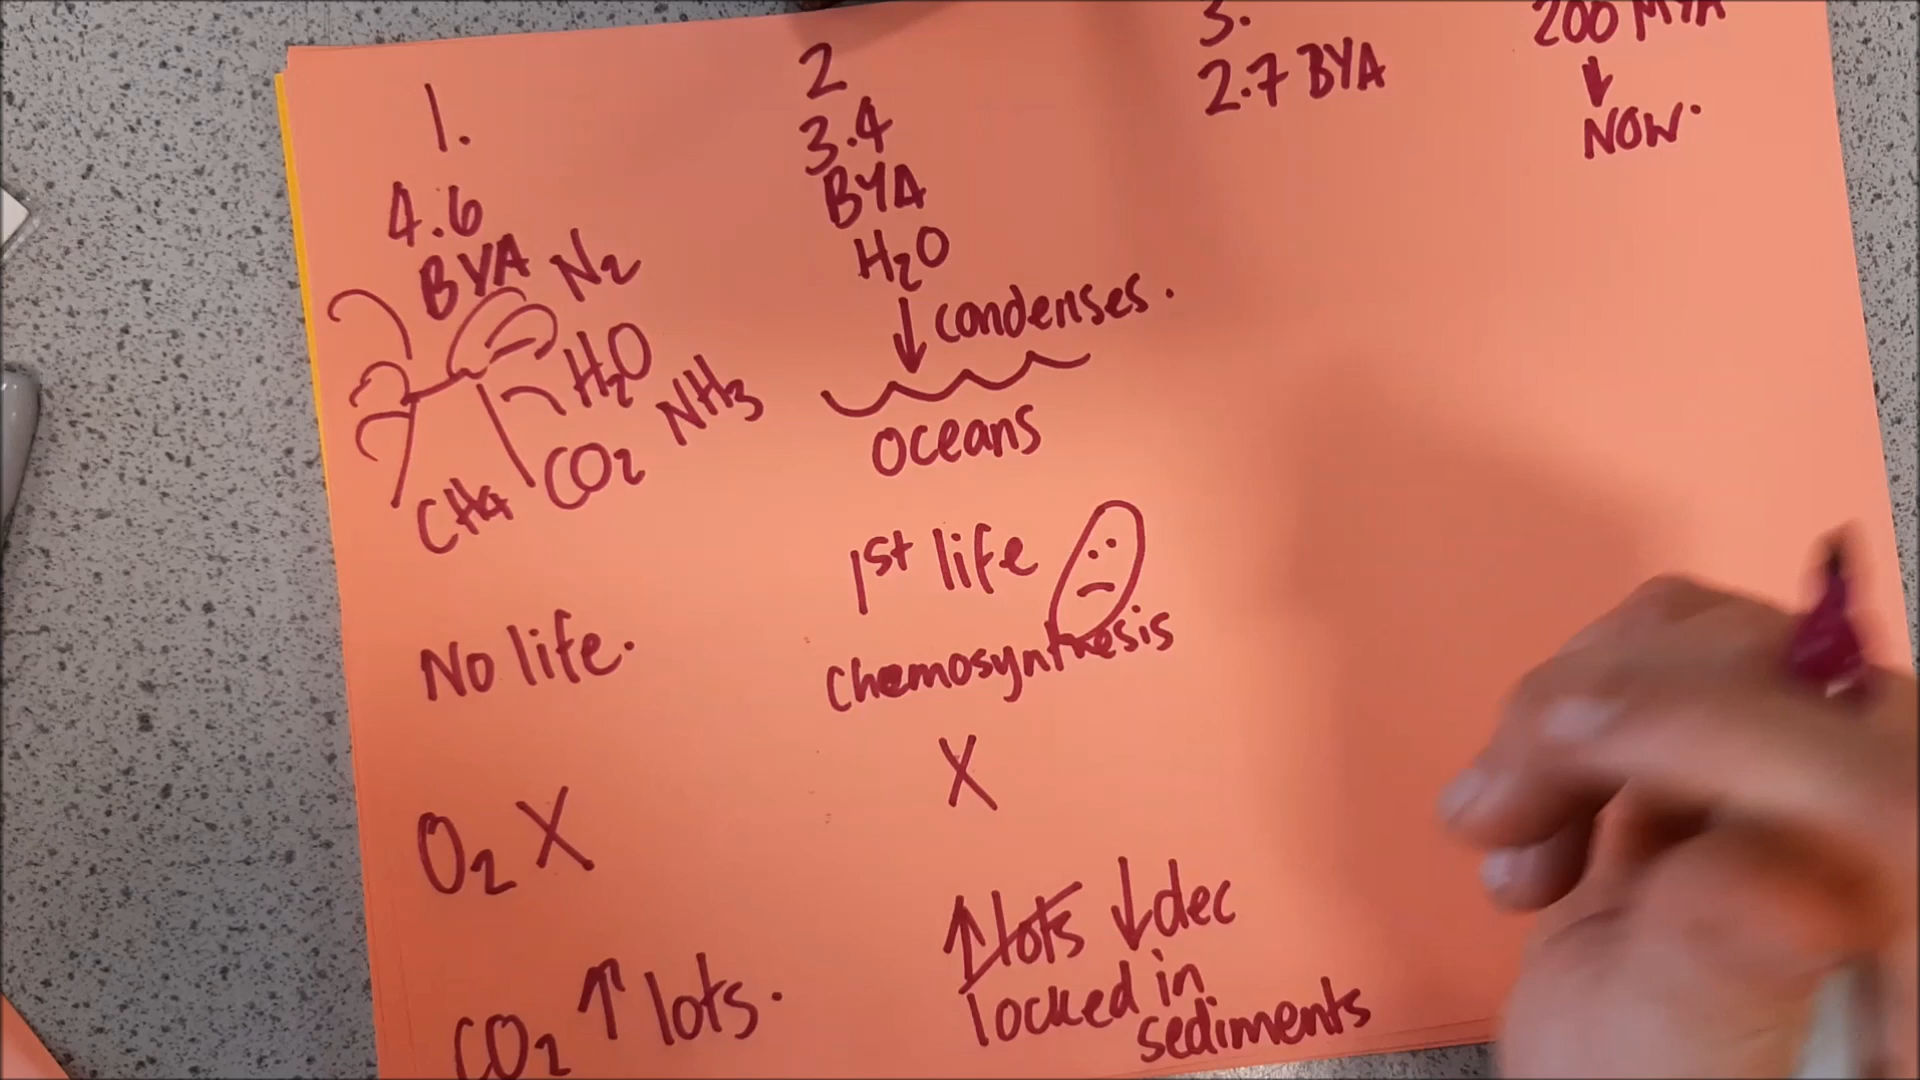 1.
4.6
BYA
N2
H2O
NH3
CO2
CH4
No life.
O2 X
CO2 ↑ lots.
2
3.4
BYA
H2O
↓ condenses.
oceans
1st life
chemosynthesis
X
↑ lots ↓ dec
locked in
sediments
3.
2.7 BYA
200 MYA
↓
NOW.